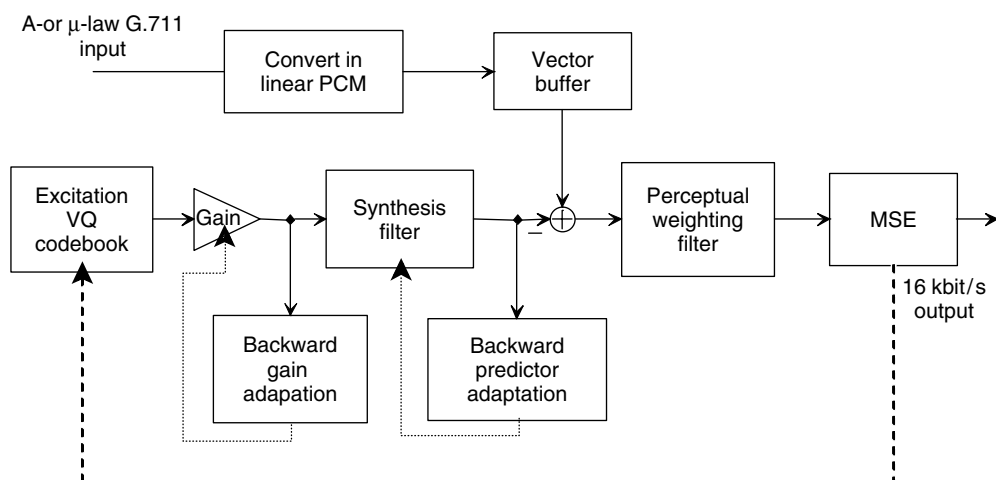 A-or μ-law G.711
input
Convert in
linear PCM
Vector
buffer
Excitation
VQ
codebook
Gain
Synthesis
filter
−
+
Perceptual
weighting
filter
MSE
16 kbit/s
output
Backward
gain
adapation
Backward
predictor
adaptation